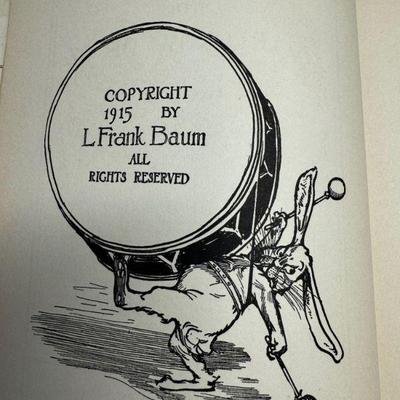 COPYRIGHT
1915 BY
L Frank Baum
ALL
RIGHTS RESERVED